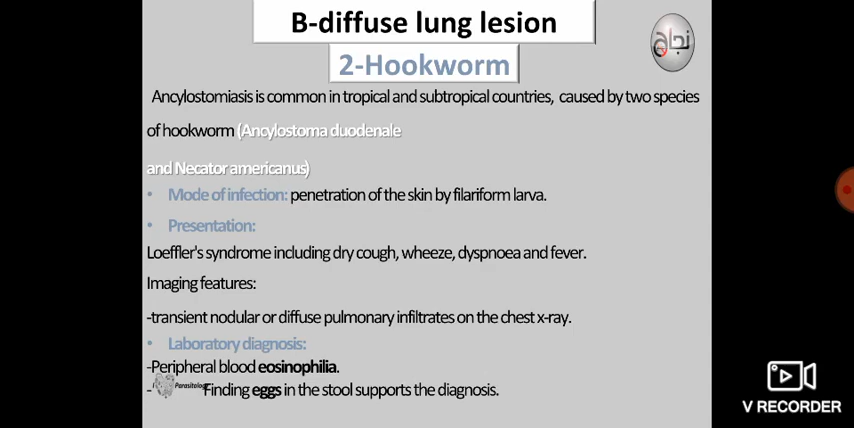 B-diffuse lung lesion
2-Hookworm
نجاح
Ancylostomiasis is common in tropical and subtropical countries, caused by two species
of hookworm (Ancylostoma duodenale
and Necator americanus)
• Mode of infection: penetration of the skin by filariform larva.
• Presentation:
Loeffler's syndrome including dry cough, wheeze, dyspnoea and fever.
Imaging features:
-transient nodular or diffuse pulmonary infiltrates on the chest x-ray.
• Laboratory diagnosis:
-Peripheral blood eosinophilia.
- Parasitology Finding eggs in the stool supports the diagnosis.
V RECORDER